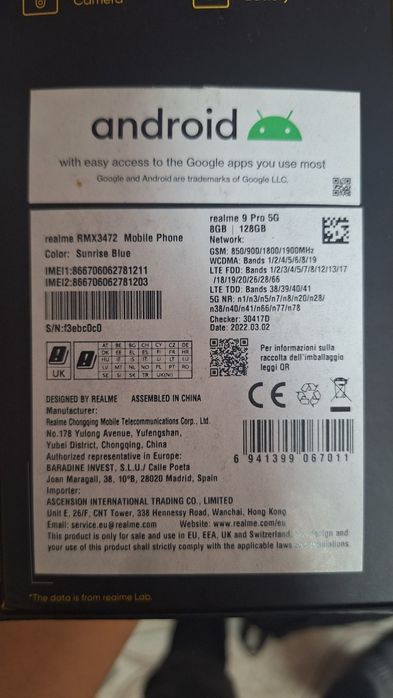 Camera
Battery
android
with easy access to the Google apps you use most
Google and Android are trademarks of Google LLC.
realme RMX3472 Mobile Phone
Color: Sunrise Blue
IMEI1:866706062781211
IMEI2:866706062781203
S/N:f3ebc0c0
realme 9 Pro 5G
8GB | 128GB
Network:
GSM: 850/900/1800/1900MHz
WCDMA: Bands 1/2/4/5/6/8/19
LTE FDD: Bands 1/2/3/4/5/7/8/12/13/17
/18/19/20/26/28/66
LTE TDD: Bands 38/39/40/41
5G NR: n1/n3/n5/n7/n8/n20/n28/
n38/n40/n41/n66/n77/n78
Checker: 30417D
Date: 2022.03.02
UK
AT BE BG CH CY CZ DE
DK EE EL ES FI FR HR
HU IE IS IT LI LT LU
LV MT NL NO PL PT RO
SE SI SK TR UK(NI)
Per informazioni sulla
raccolta dell'imballaggio
leggi QR
CE
DESIGNED BY REALME ASSEMBLED IN CHINA
Manufacturer:
Realme Chongqing Mobile Telecommunications Corp., Ltd.
No.178 Yulong Avenue, Yufengshan,
Yubei District, Chongqing, China
Authorized representative in Europe:
BARADINE INVEST, S.L.U./ Calle Poeta
Joan Maragall, 38, 10ºB, 28020 Madrid, Spain
6 941399 067011
Importer:
ASCENSION INTERNATIONAL TRADING CO., LIMITED
Unit E, 26/F, CNT Tower, 338 Hennessy Road, Wanchai, Hong Kong
Email: service.eu@realme.com Website: www.realme.com/eu
This product is only for sale and use in EU, EEA, UK and Switzerland, design and
your use of this product shall strictly comply with the applicable laws
*The data is from realme Lab.